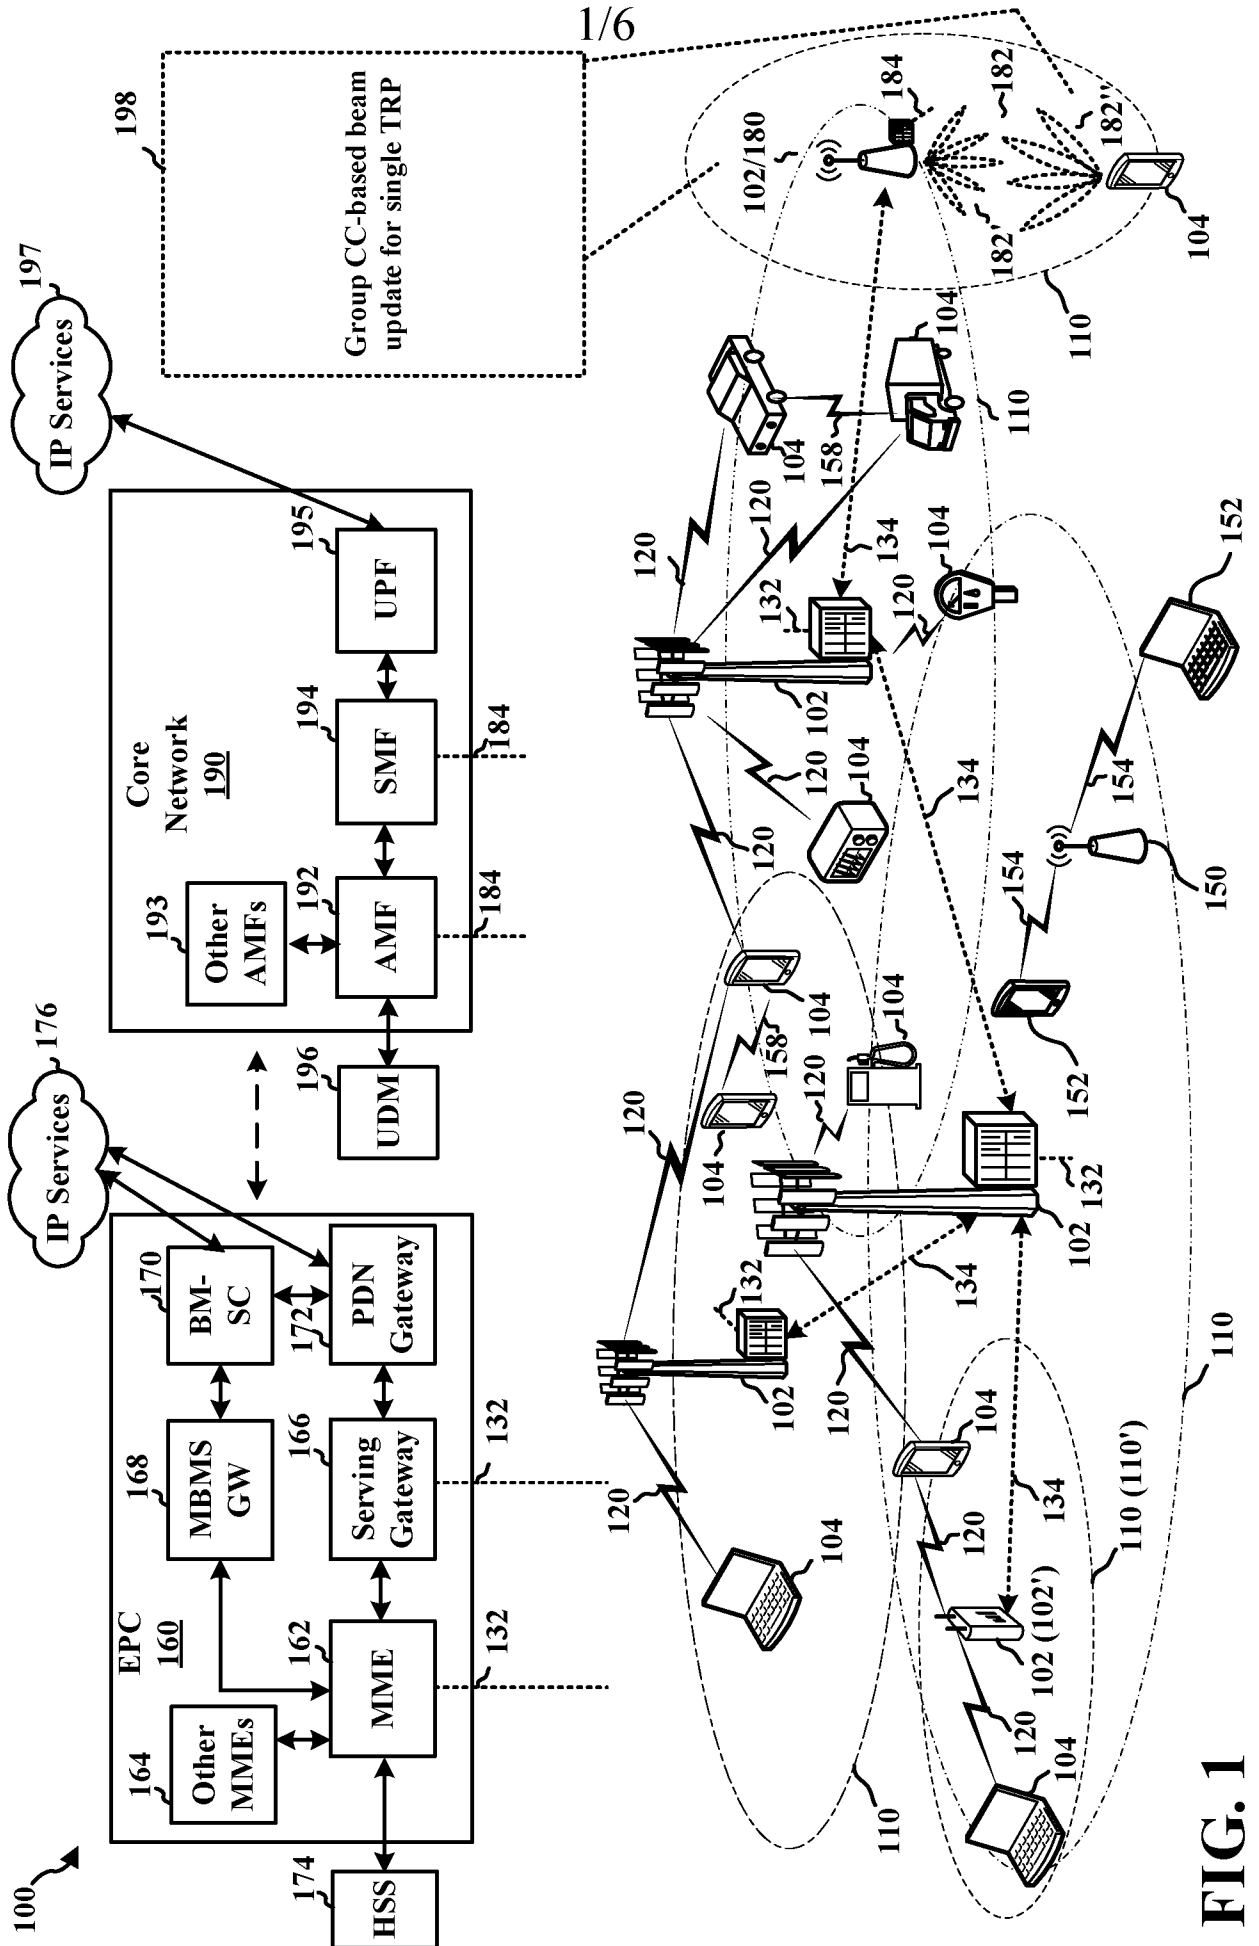 1/6
100
HSS
174
EPC
160
Other
MMEs
164
MME
162
132
MBMS
GW
168
Serving
Gateway
166
132
BM-
SC
170
PDN
Gateway
172
IP Services
176
UDM
196
Core
Network
190
Other
AMFs
193
AMF
192
184
SMF
194
184
UPF
195
IP Services
197
Group CC-based beam
update for single TRP
198
110
104
120
102
132
134
120
104
158
104
120
120
104
120
102
132
134
120
104
120
104
120
158
104
110
102/180
184
182
182'
182''
104
110
120
104
134
104
120
102
132
134
120
104
120
104
120
102 (102')
134
110 (110')
110
152
154
150
154
152
FIG. 1